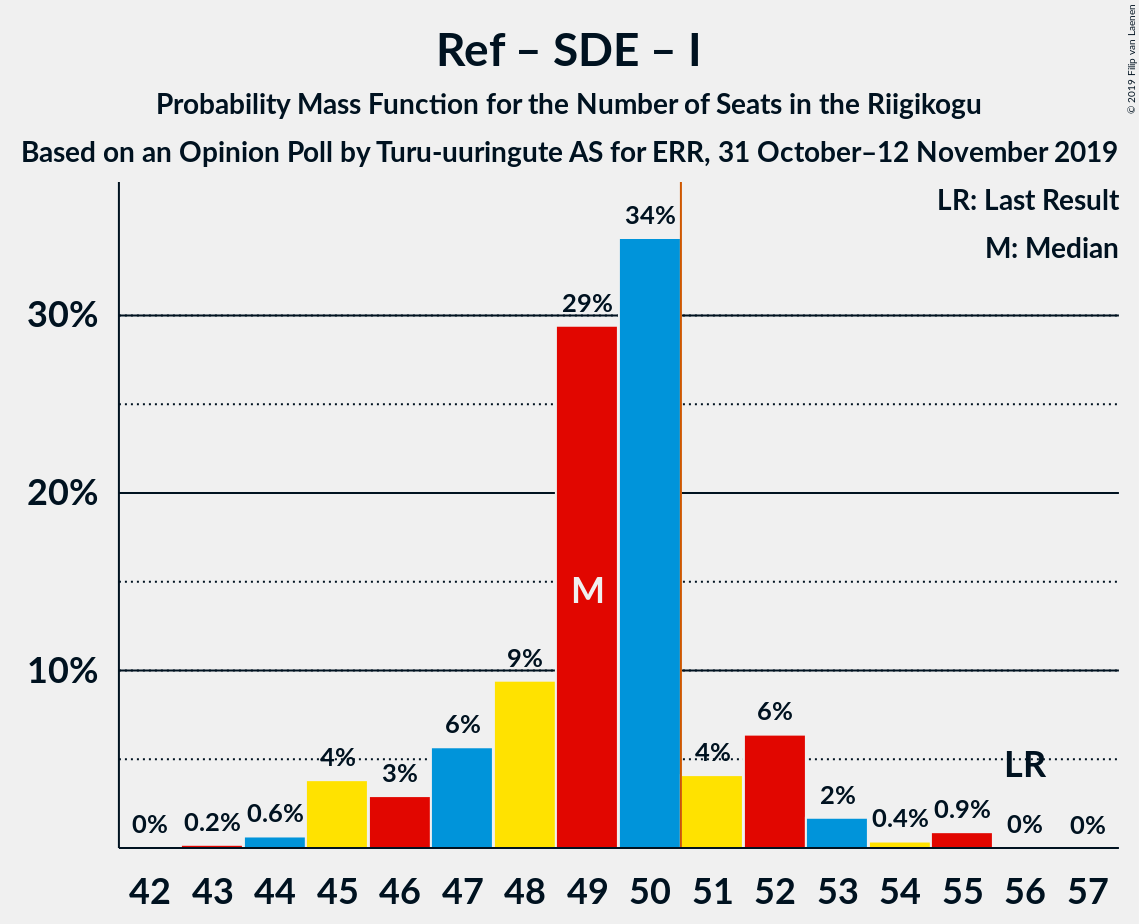 Ref – SDE – I
Probability Mass Function for the Number of Seats in the Riigikogu
Based on an Opinion Poll by Turu-uuringute AS for ERR, 31 October–12 November 2019
© 2019 Filip van Laenen
LR: Last Result
M: Median
34%
30%
29%
20%
M
10%
9%
6%
6%
4%
4%
3%
LR
2%
0%
0.2%
0.6%
0.4%
0.9%
0%
0%
42 43 44 45 46 47 48 49 50 51 52 53 54 55 56 57